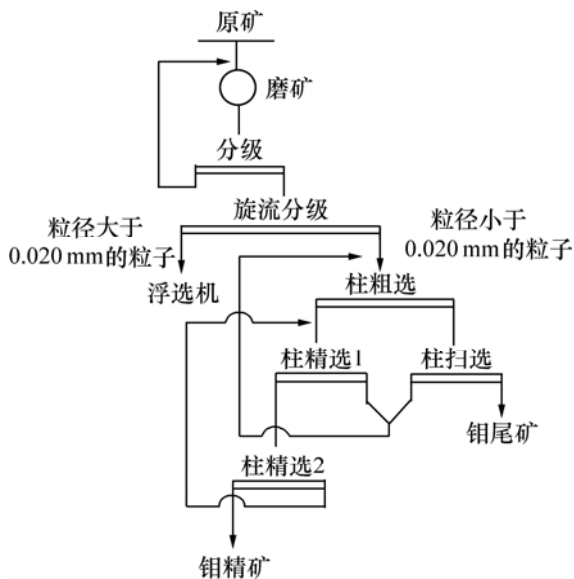 原矿
磨矿
分级
旋流分级
粒径大于
0.020 mm的粒子
粒径小于
0.020 mm的粒子
浮选机
柱粗选
柱精选1
柱扫选
钼尾矿
柱精选2
钼精矿